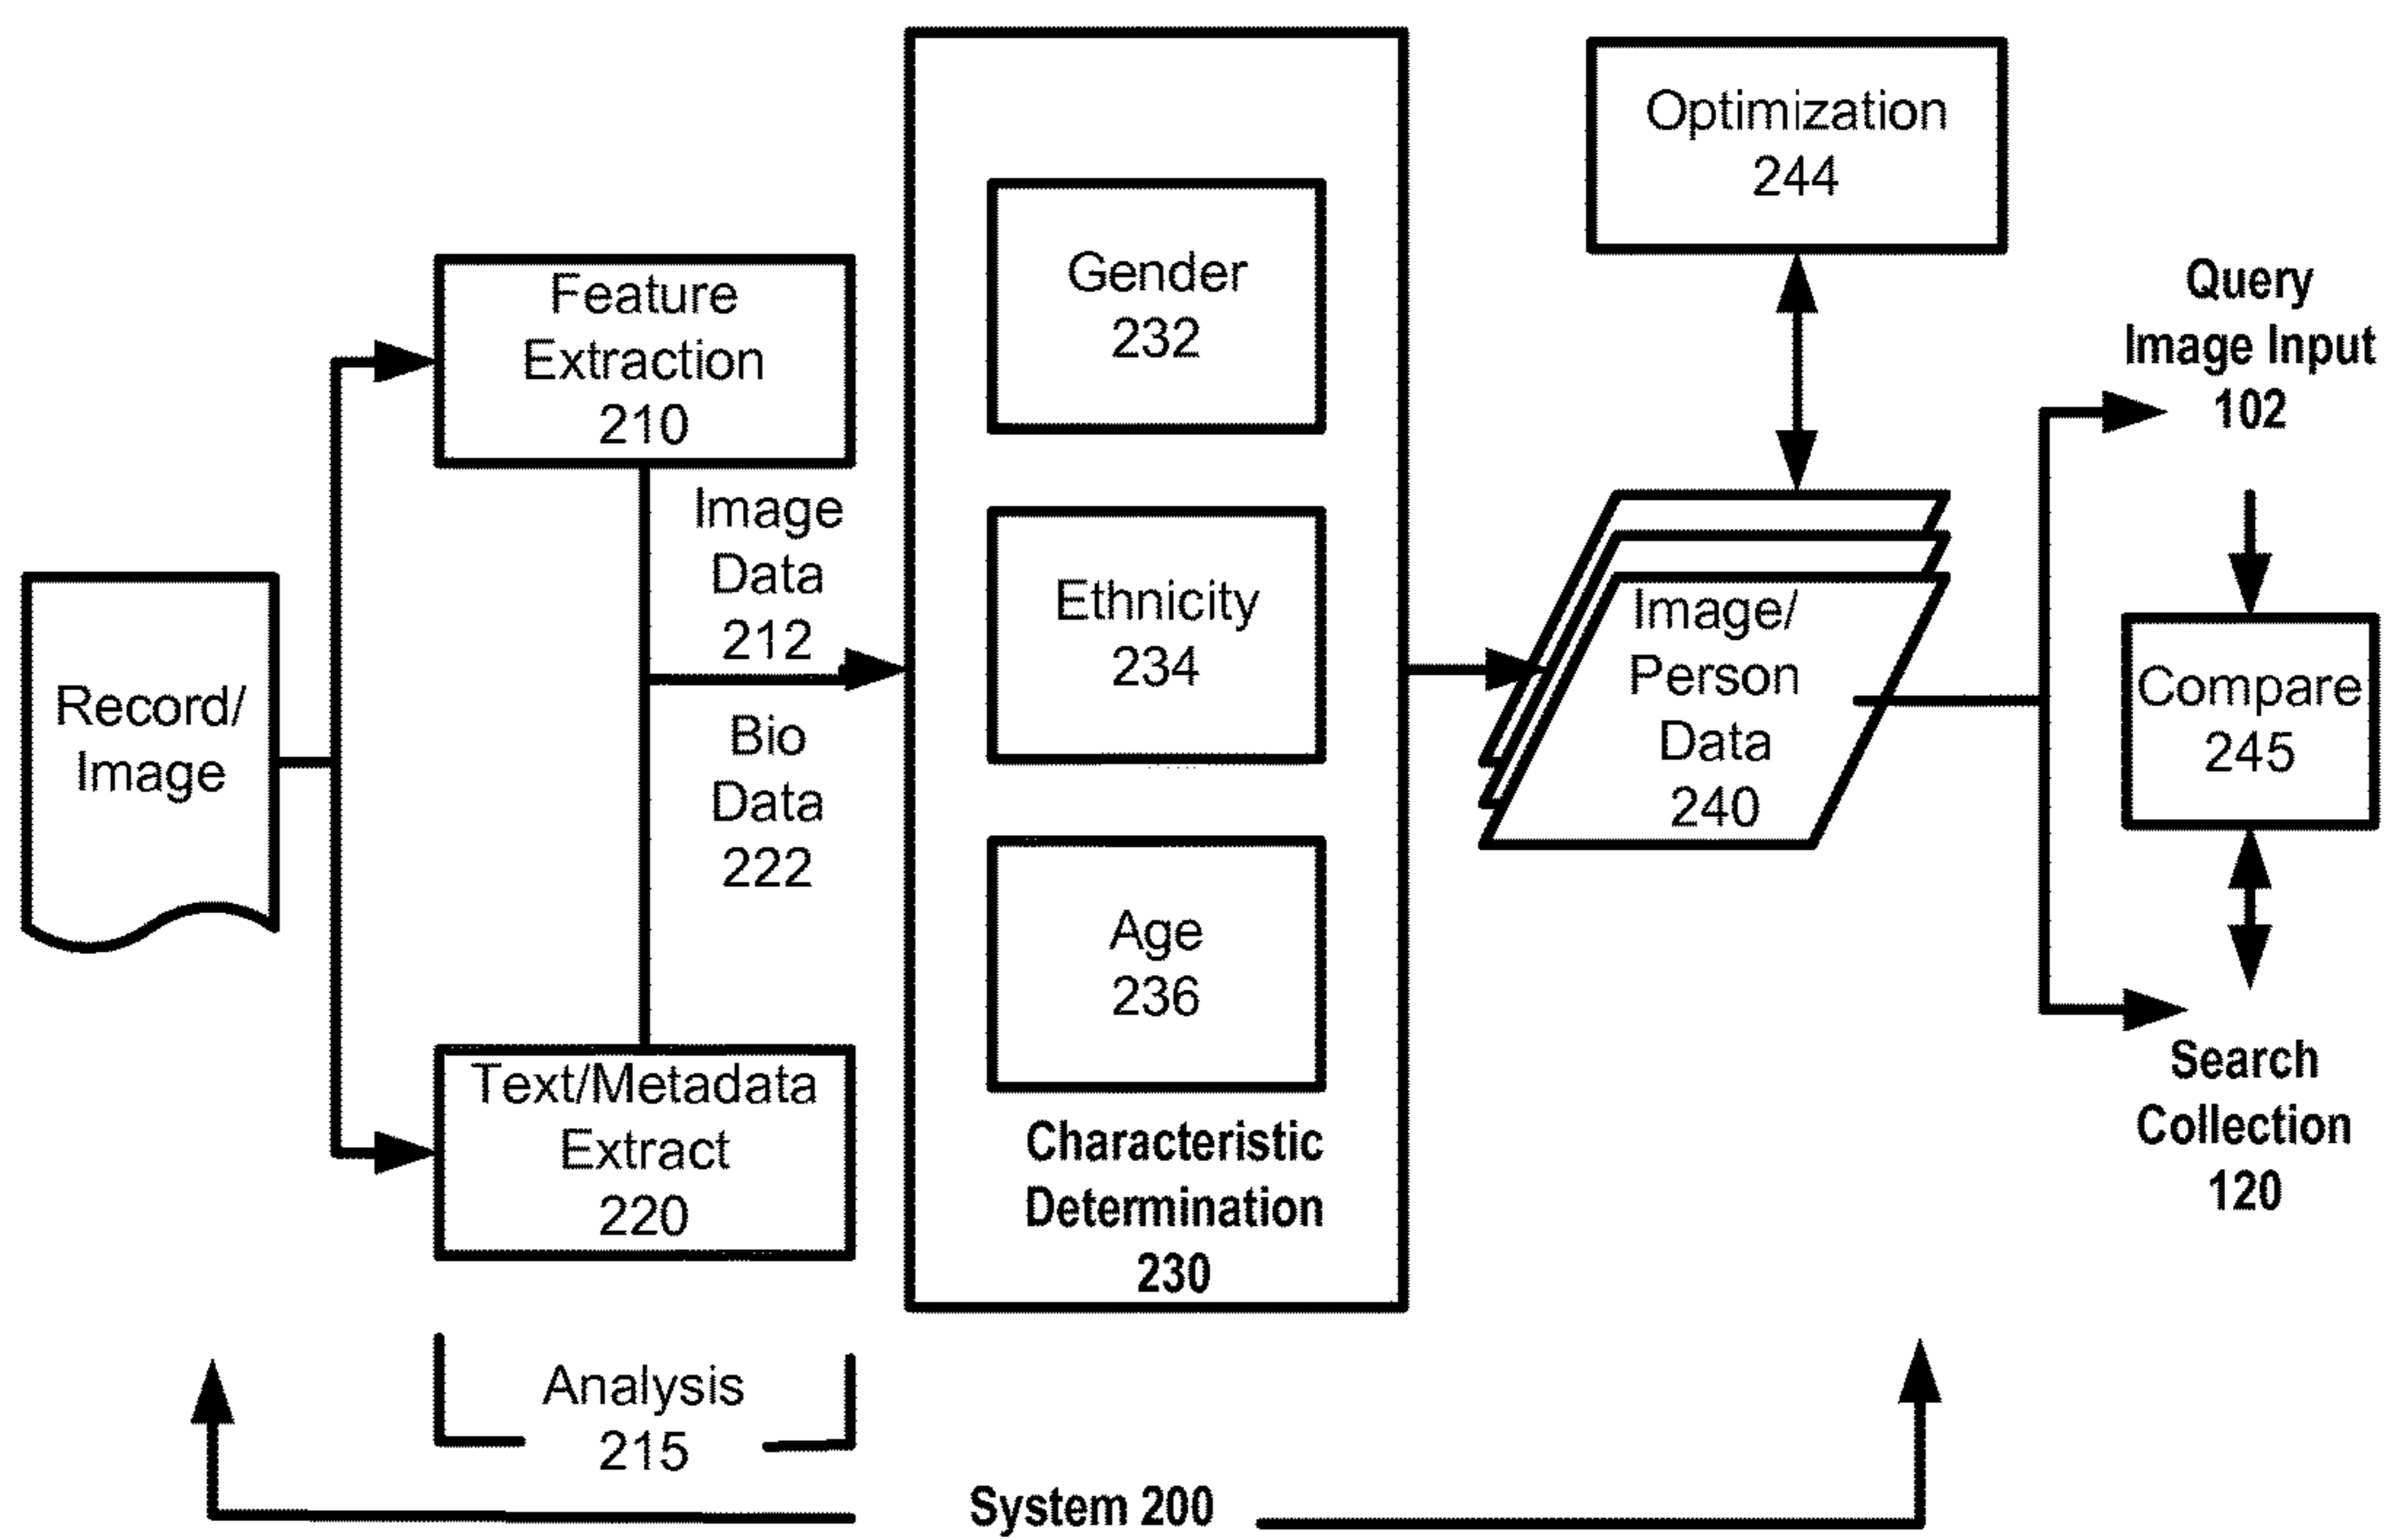 Record/
Image
Feature
Extraction
210
Image
Data
212
Bio
Data
222
Text/Metadata
Extract
220
Analysis
215
Gender
232
Ethnicity
234
Age
236
Characteristic
Determination
230
Optimization
244
Image/
Person
Data
240
Query
Image Input
102
Compare
245
Search
Collection
120
System 200